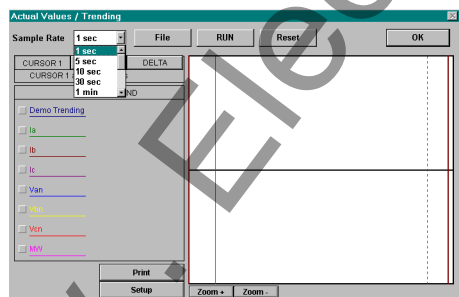 Actual Values / Trending
Sample Rate 1 sec File RUN Reset OK
1 sec
5 sec
10 sec
30 sec
1 min
CURSOR 1 DELTA
CURSOR 1
Demo Trending
Ia
Ib
Ic
Van
Vbn
Vcn
MW
Print
Setup Zoom + Zoom -